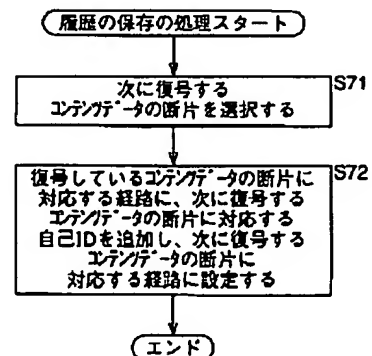 履歴の保存の処理スタート
S71
次に復号する
コンテンツデータの断片を選択する
S72
復号しているコンテンツデータの断片に
対応する経路に、次に復号する
コンテンツデータの断片に対応する
自己IDを追加し、次に復号する
コンテンツデータの断片に
対応する経路に設定する
エンド